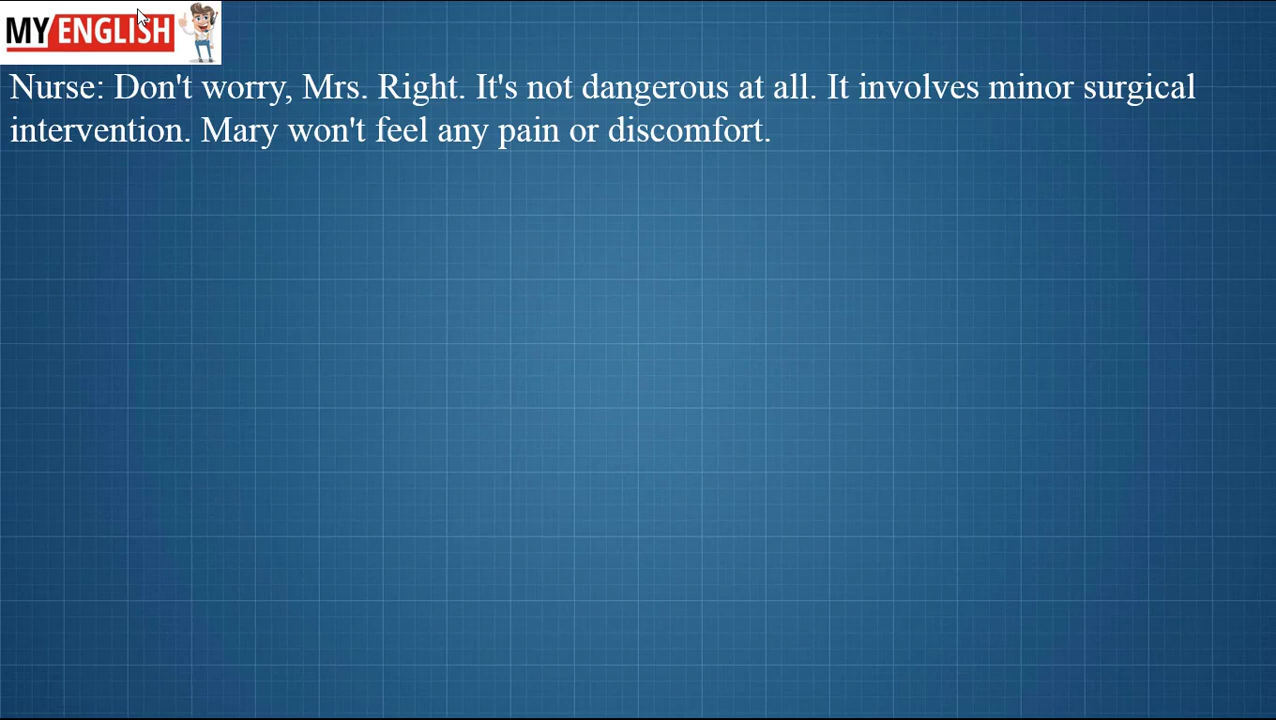 MY ENGLISH
Nurse: Don't worry, Mrs. Right. It's not dangerous at all. It involves minor surgical
intervention. Mary won't feel any pain or discomfort.